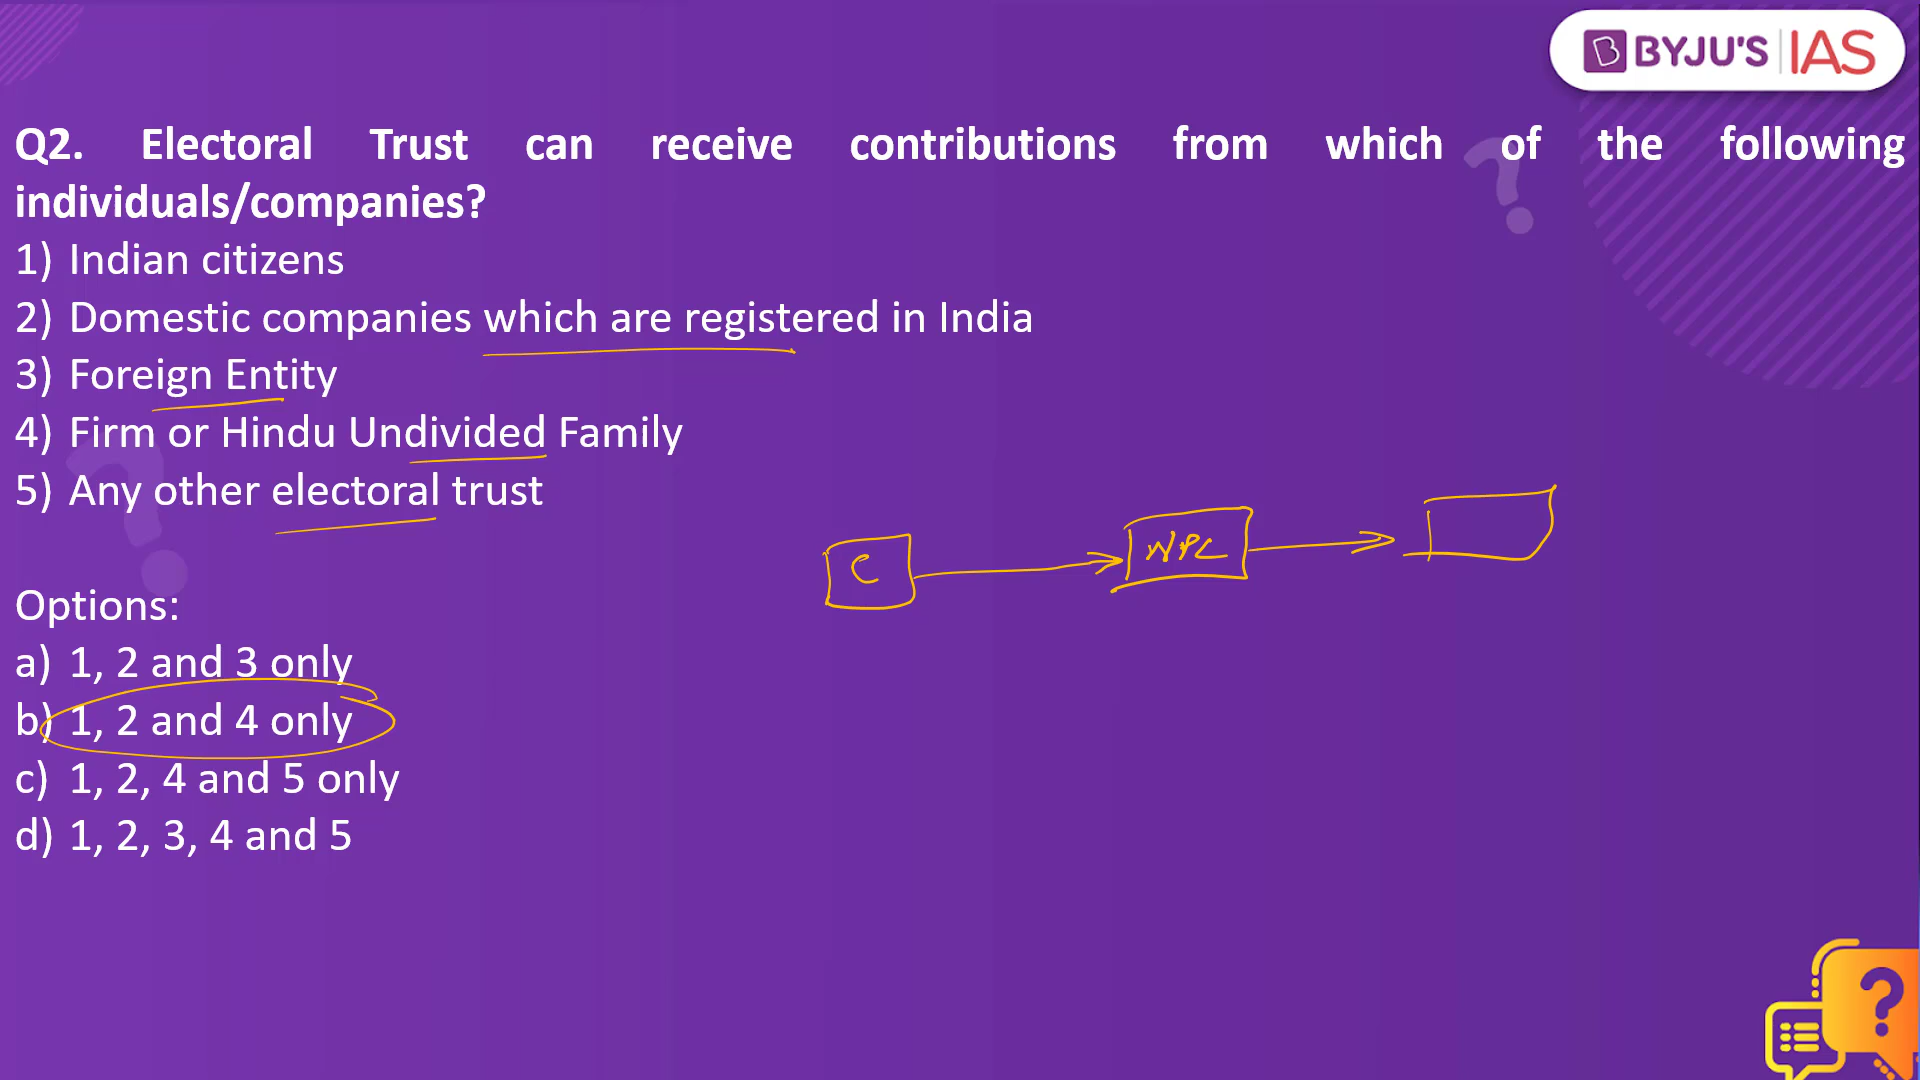 BYJU'S IAS
Q2. Electoral Trust can receive contributions from which of the following
individuals/companies?
1) Indian citizens
2) Domestic companies which are registered in India
3) Foreign Entity
4) Firm or Hindu Undivided Family
5) Any other electoral trust
C
NPC
Options:
a) 1, 2 and 3 only
b) 1, 2 and 4 only
c) 1, 2, 4 and 5 only
d) 1, 2, 3, 4 and 5